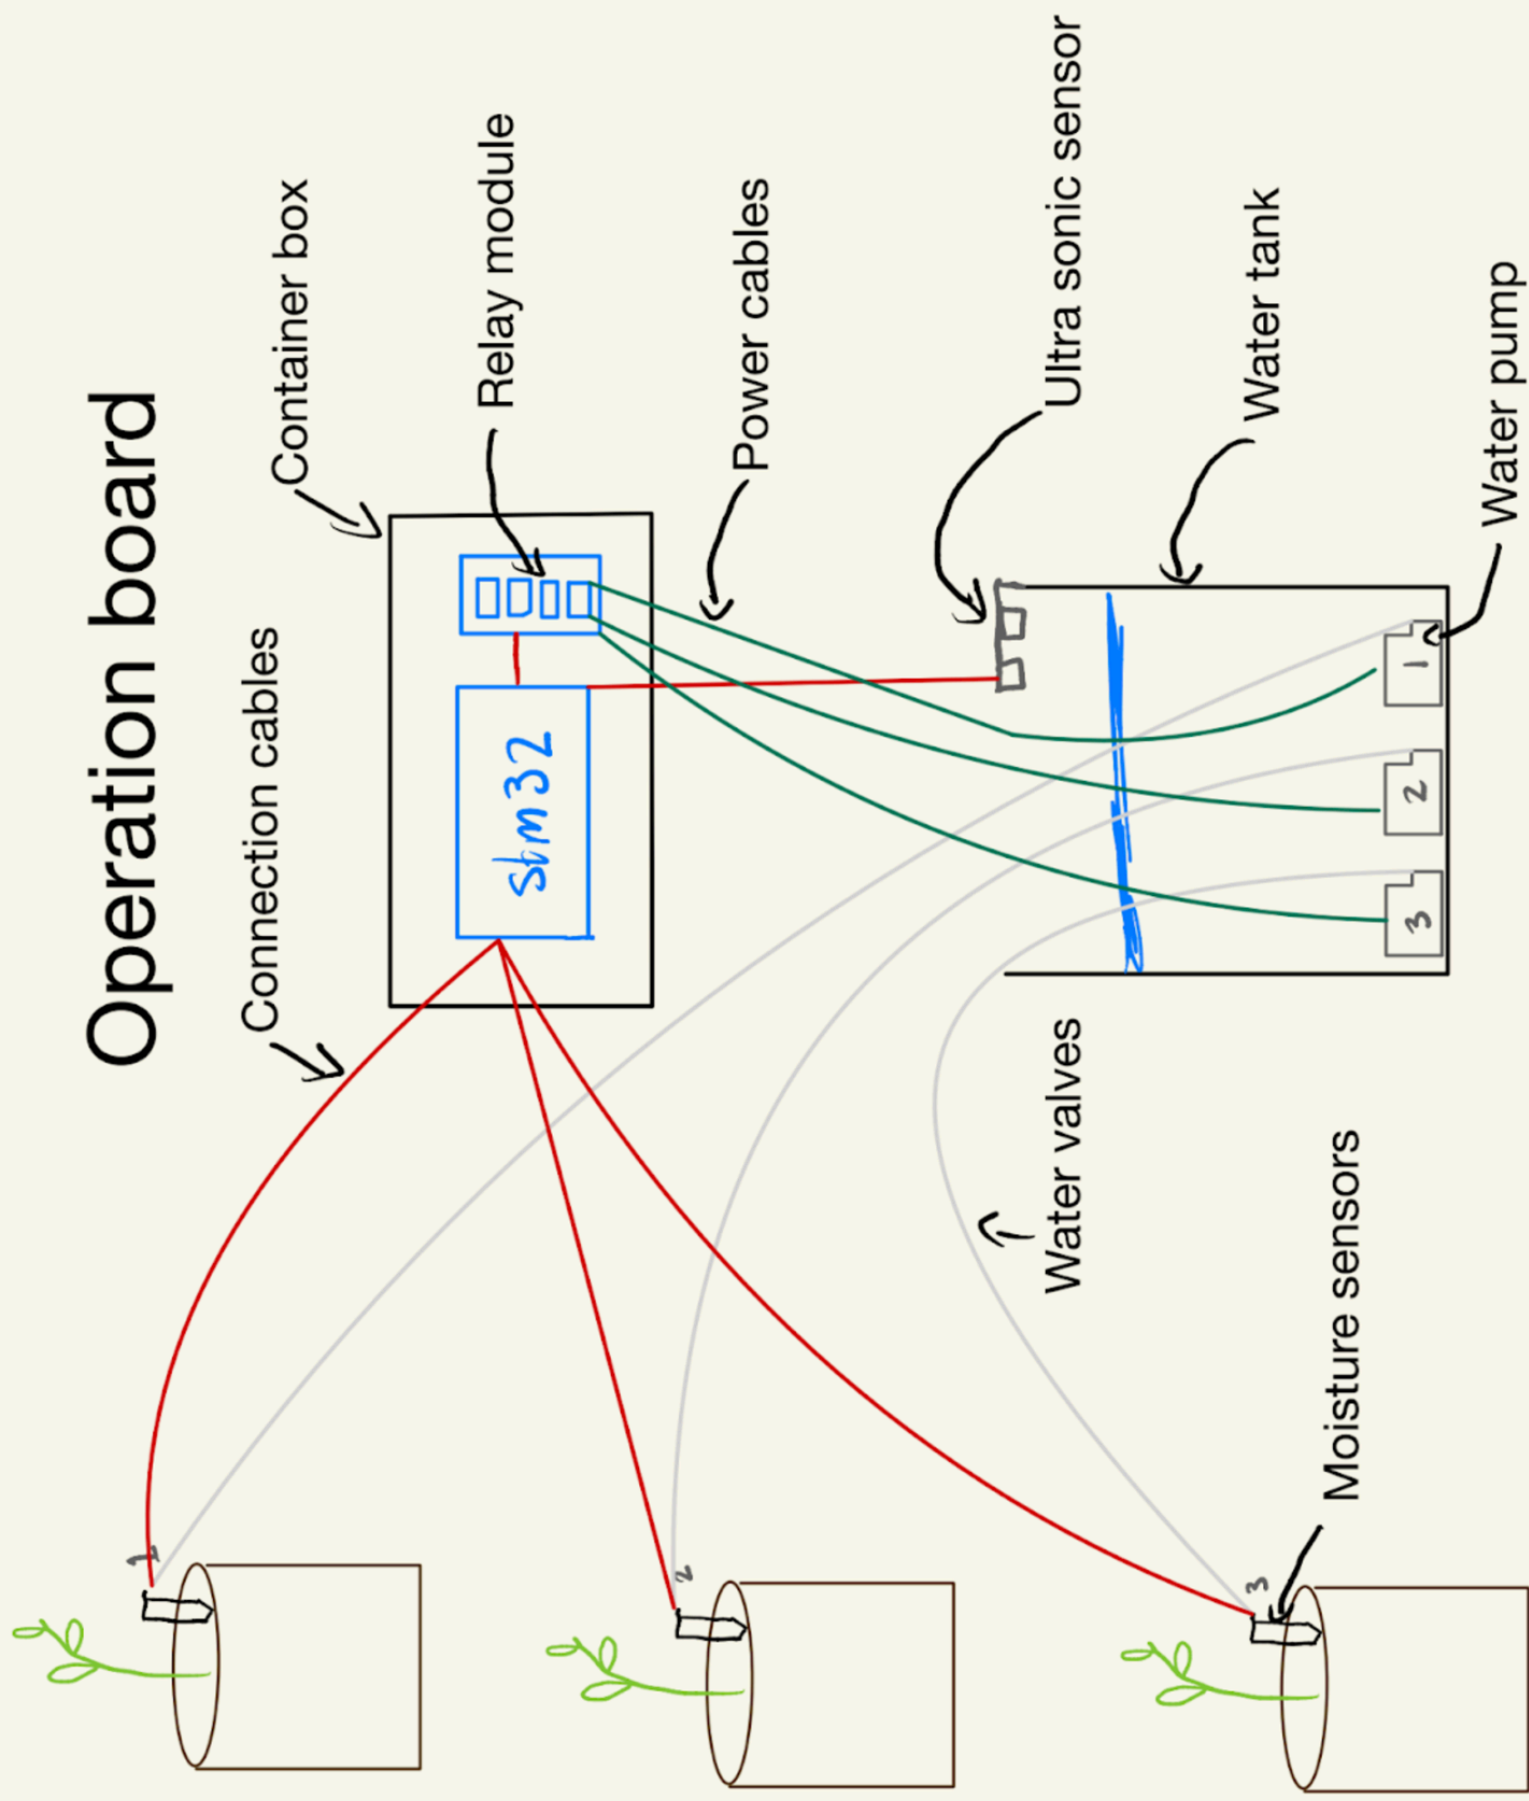 Operation board
Connection cables
Container box
Relay module
stm32
Power cables
Ultra sonic sensor
Water tank
Water pump
1
2
3
Water valves
Moisture sensors
1
2
3